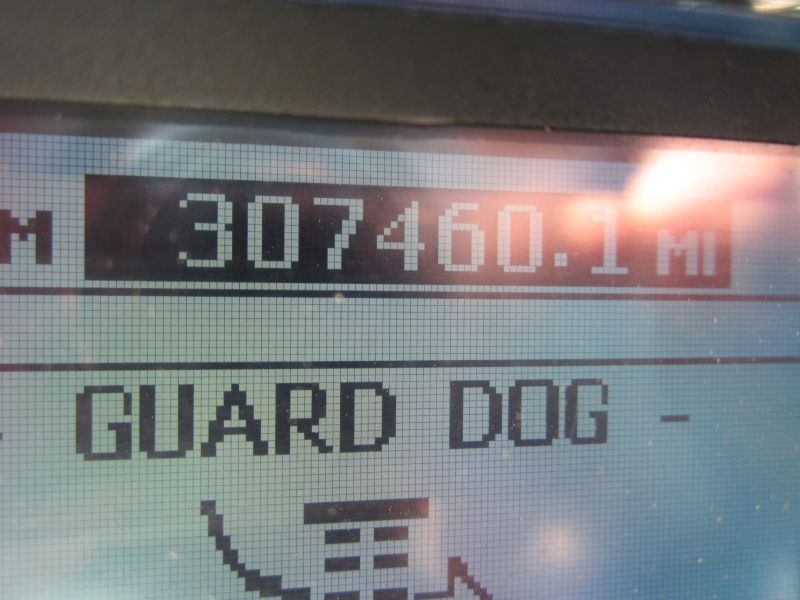 M 307460.1 MI
- GUARD DOG -